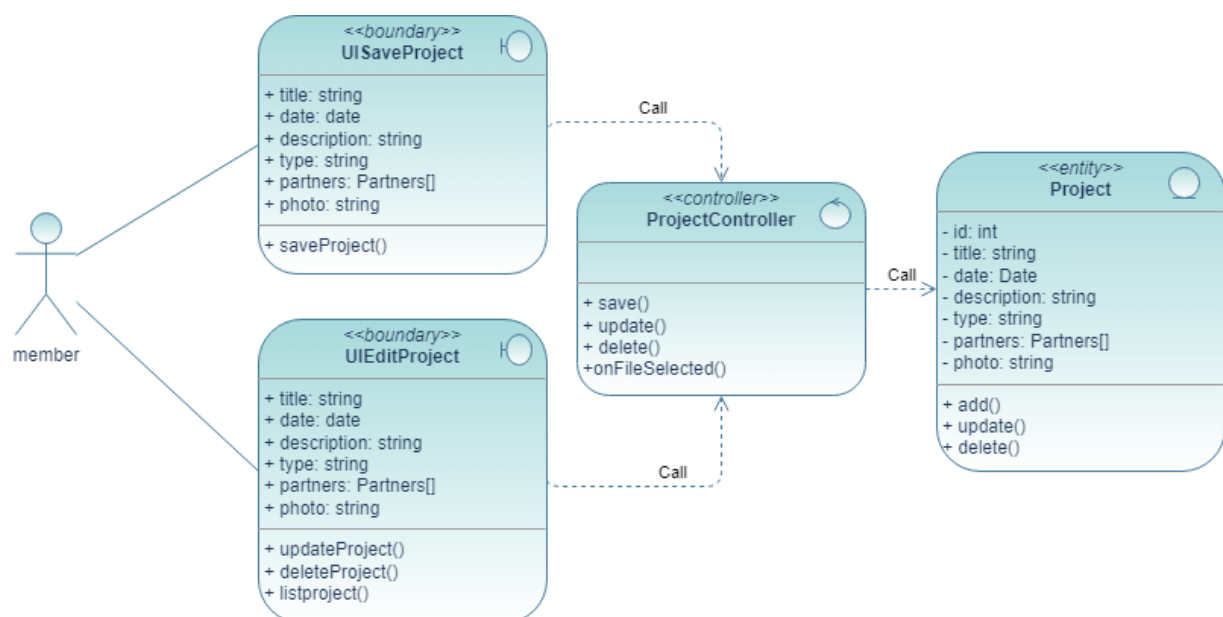 <<boundary>>
UISaveProject
+ title: string
+ date: date
+ description: string
+ type: string
+ partners: Partners[]
+ photo: string
+ saveProject()
Call
member
<<boundary>>
UIEditProject
+ title: string
+ date: date
+ description: string
+ type: string
+ partners: Partners[]
+ photo: string
+ updateProject()
+ deleteProject()
+ listproject()
Call
<<controller>>
ProjectController
+ save()
+ update()
+ delete()
+onFileSelected()
Call
<<entity>>
Project
- id: int
- title: string
- date: Date
- description: string
- type: string
- partners: Partners[]
- photo: string
+ add()
+ update()
+ delete()